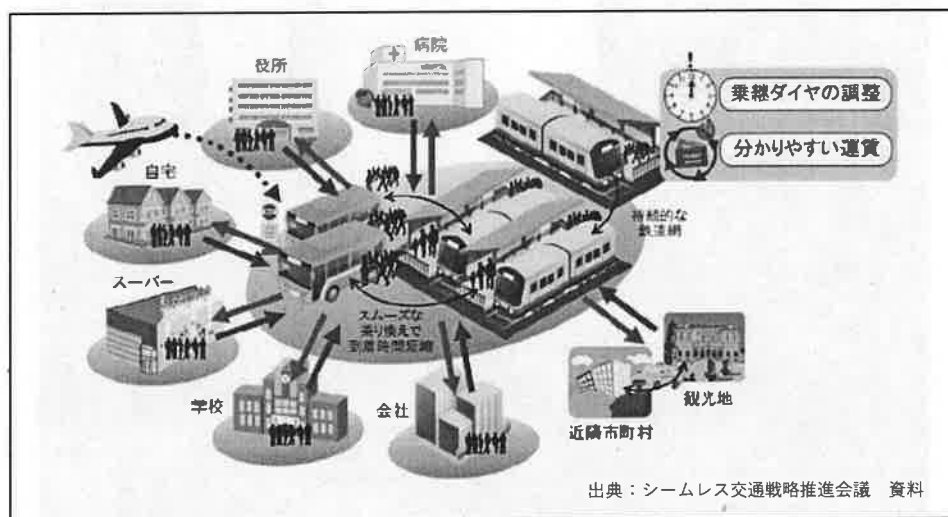 病院
役所
!
乗継ダイヤの調整
分かりやすい運賃
自宅
持続的な
鉄道網
スーパー
スムーズな
乗り換えで
到着時間短縮
学校
会社
観光地
近隣市町村
出典：シームレス交通戦略推進会議　資料